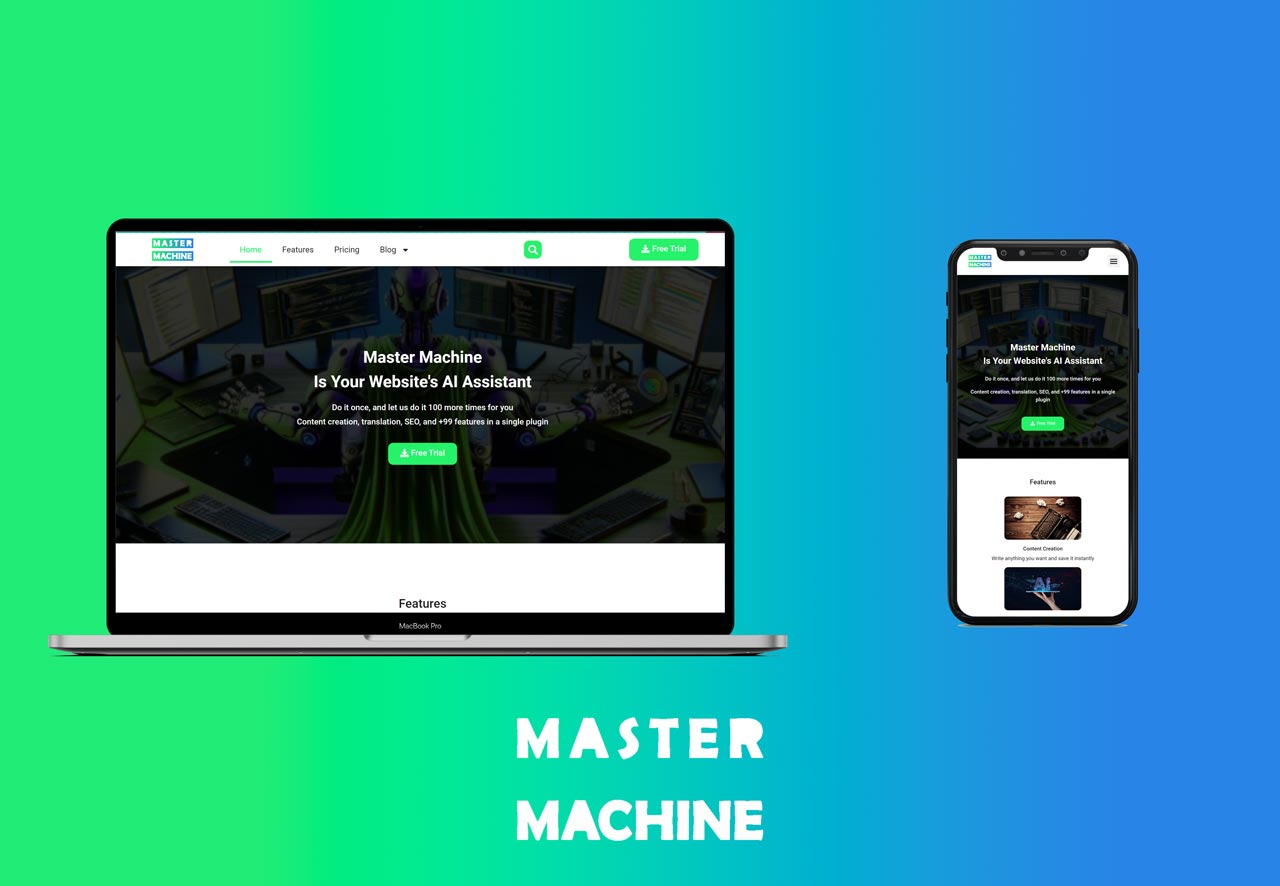 MASTER
MACHINE
Home Features Pricing Blog
Free Trial
Master Machine
Is Your Website's AI Assistant
Do it once, and let us do it 100 more times for you
Content creation, translation, SEO, and +99 features in a single plugin
Free Trial
Features
MacBook Pro
MASTER
MACHINE
Master Machine
Is Your Website's AI Assistant
Do it once, and let us do it 100 more times for you
Content creation, translation, SEO, and +99 features in a single
plugin
Free Trial
Features
Content Creation
Write anything you want and save it instantly
AI
MASTER
MACHINE